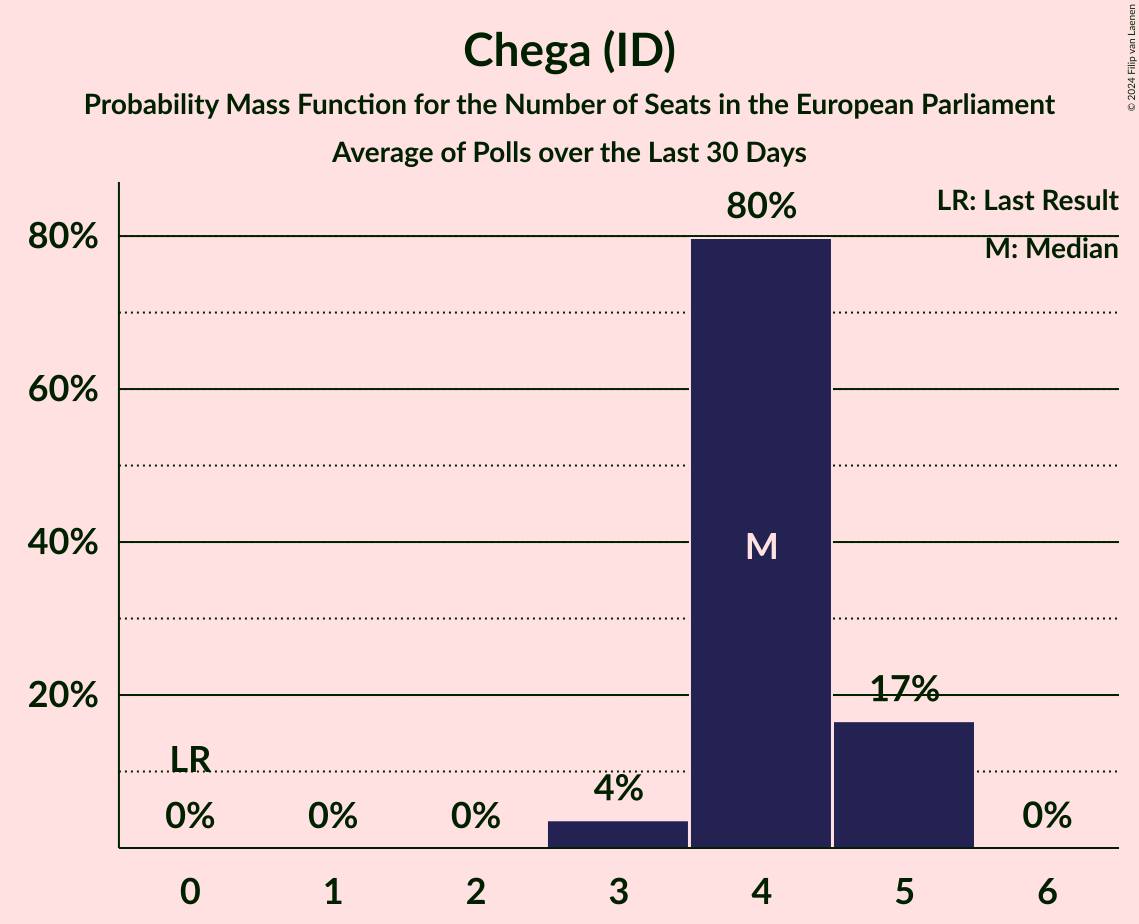 Chega (ID)
Probability Mass Function for the Number of Seats in the European Parliament
Average of Polls over the Last 30 Days
© 2024 Filip van Laenen
LR: Last Result
M: Median
80%
60%
40%
20%
LR
0%
0%
0%
4%
80%
M
17%
0%
0 1 2 3 4 5 6